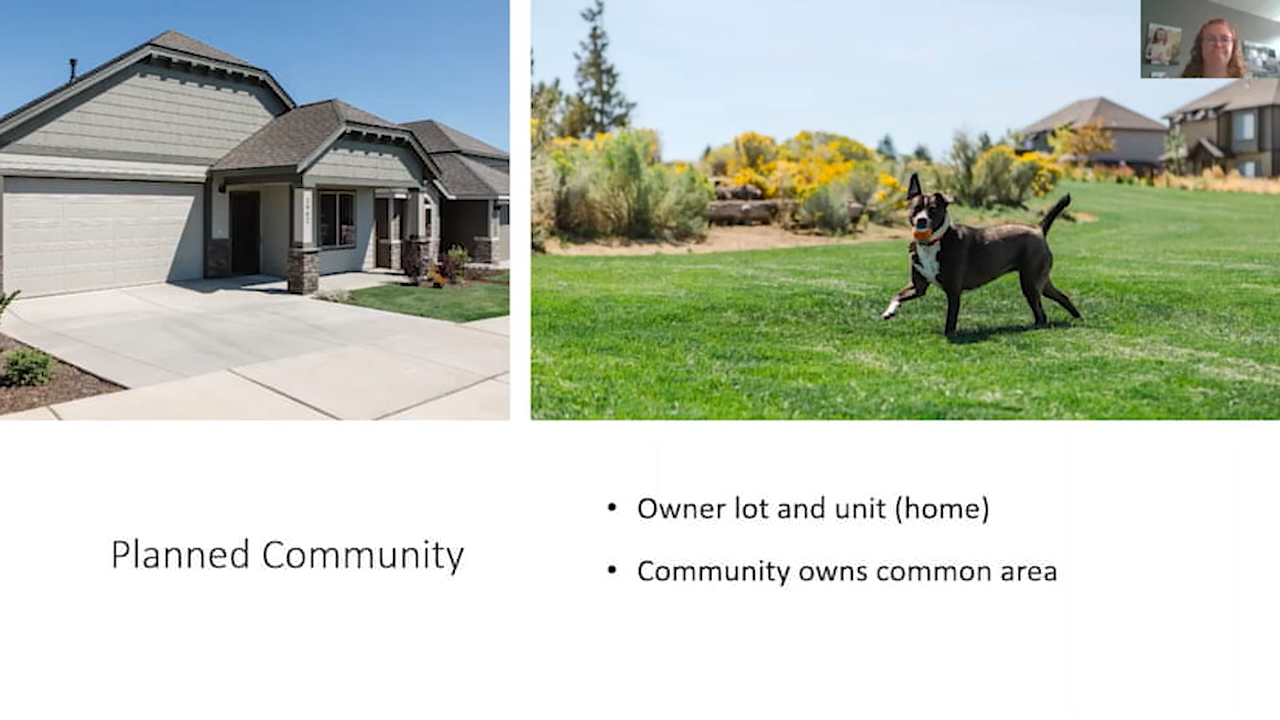 Planned Community
• Owner lot and unit (home)
• Community owns common area